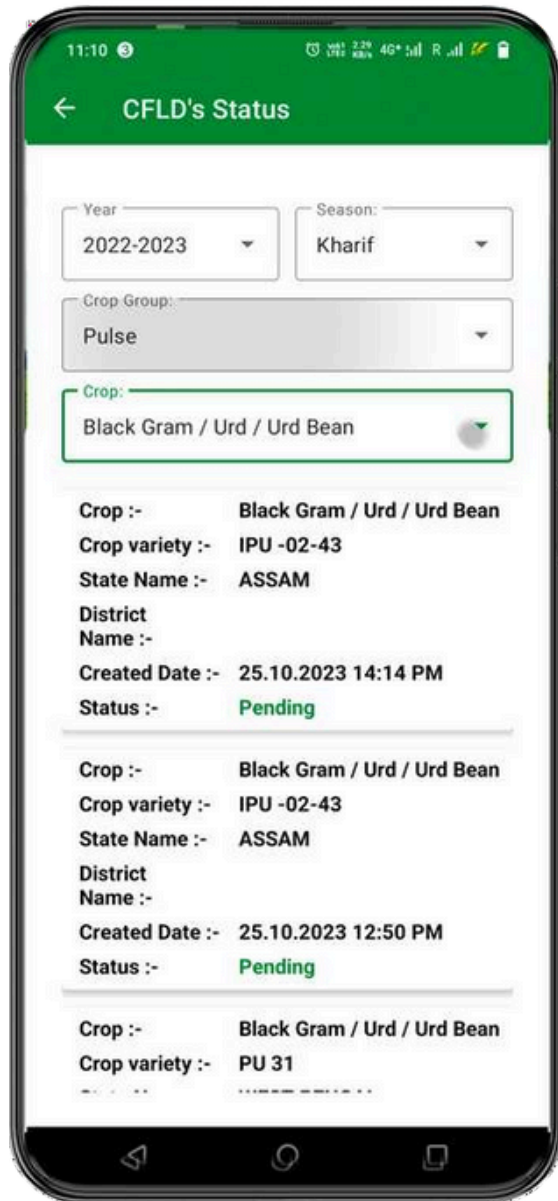 11:10 3 4G+ R
CFLD's Status
Year Season:
2022-2023 Kharif
Crop Group:
Pulse
Crop:
Black Gram / Urd / Urd Bean
Crop :- Black Gram / Urd / Urd Bean
Crop variety :- IPU -02-43
State Name :- ASSAM
District
Name :-
Created Date :- 25.10.2023 14:14 PM
Status :- Pending
Crop :- Black Gram / Urd / Urd Bean
Crop variety :- IPU -02-43
State Name :- ASSAM
District
Name :-
Created Date :- 25.10.2023 12:50 PM
Status :- Pending
Crop :- Black Gram / Urd / Urd Bean
Crop variety :- PU 31